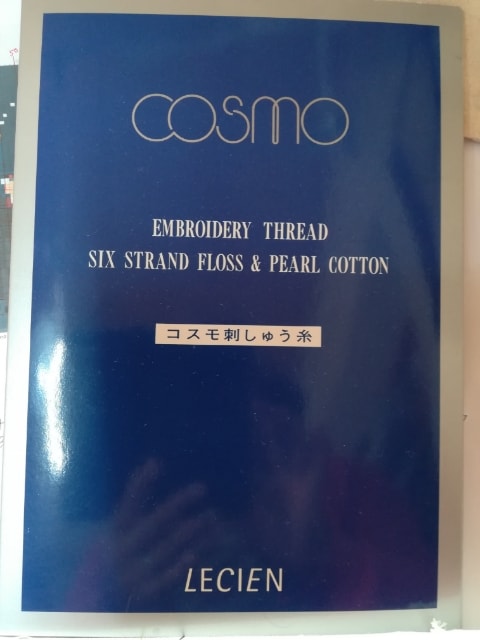 COSMO
EMBROIDERY THREAD
SIX STRAND FLOSS & PEARL COTTON
コスモ刺しゅう糸
LECIEN